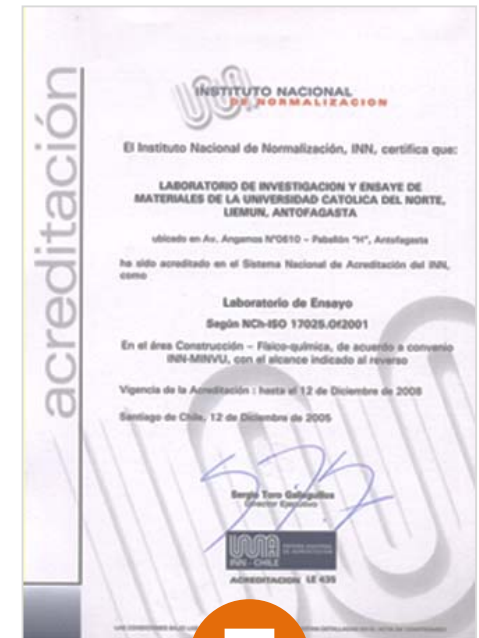 acreditación
INSTITUTO NACIONAL
DE NORMALIZACION
El Instituto Nacional de Normalización, INN, certifica que:
LABORATORIO DE INVESTIGACION Y ENSAYE DE
MATERIALES DE LA UNIVERSIDAD CATOLICA DEL NORTE,
LIEMUN, ANTOFAGASTA
ubicado en Av. Angamos Nº0610 – Pabellón "H", Antofagasta
ha sido acreditado en el Sistema Nacional de Acreditación del INN,
como
Laboratorio de Ensayo
Según NCh-ISO 17025.Of2001
En el área Construcción – Físico-química, de acuerdo a convenio
INN-MINVU, con el alcance indicado al reverso
Vigencia de la Acreditación : hasta el 12 de Diciembre de 2008
Santiago de Chile, 12 de Diciembre de 2005
Sergio Toro Galleguillos
Director Ejecutivo
INN - CHILE
SISTEMA NACIONAL
DE ACREDITACION
ACREDITACION LE 435